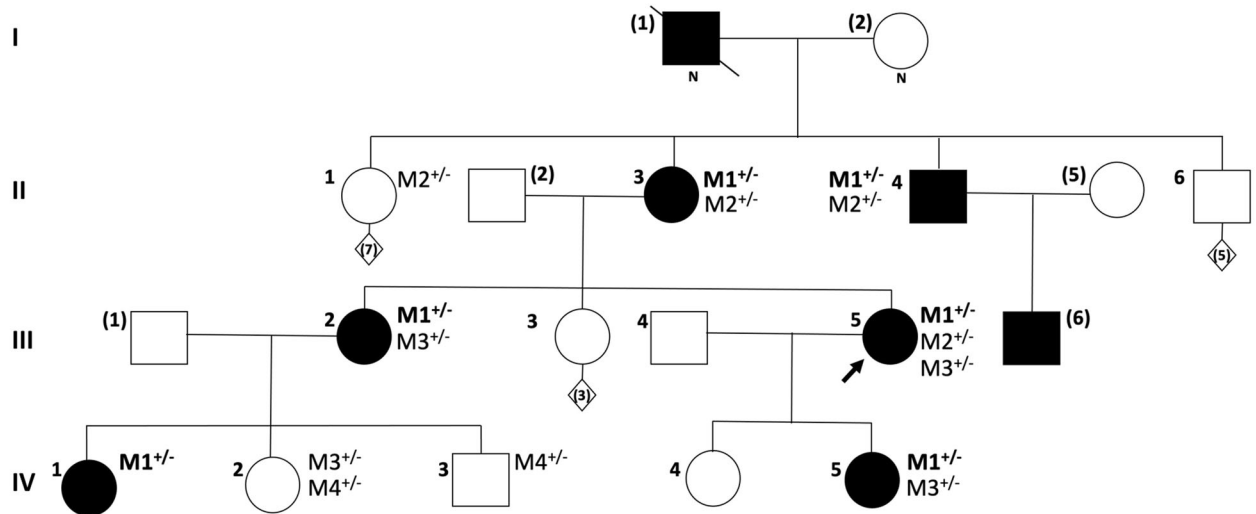 I
(1)
(2)
N
N
II
1
M2+/-
(2)
3
M1+/-
M2+/-
M1+/-
M2+/-
4
(5)
6
(7)
(5)
III
(1)
2
M1+/-
M3+/-
3
4
5
M1+/-
M2+/-
M3+/-
(6)
(3)
IV
1
M1+/-
2
M3+/-
M4+/-
3
M4+/-
4
5
M1+/-
M3+/-